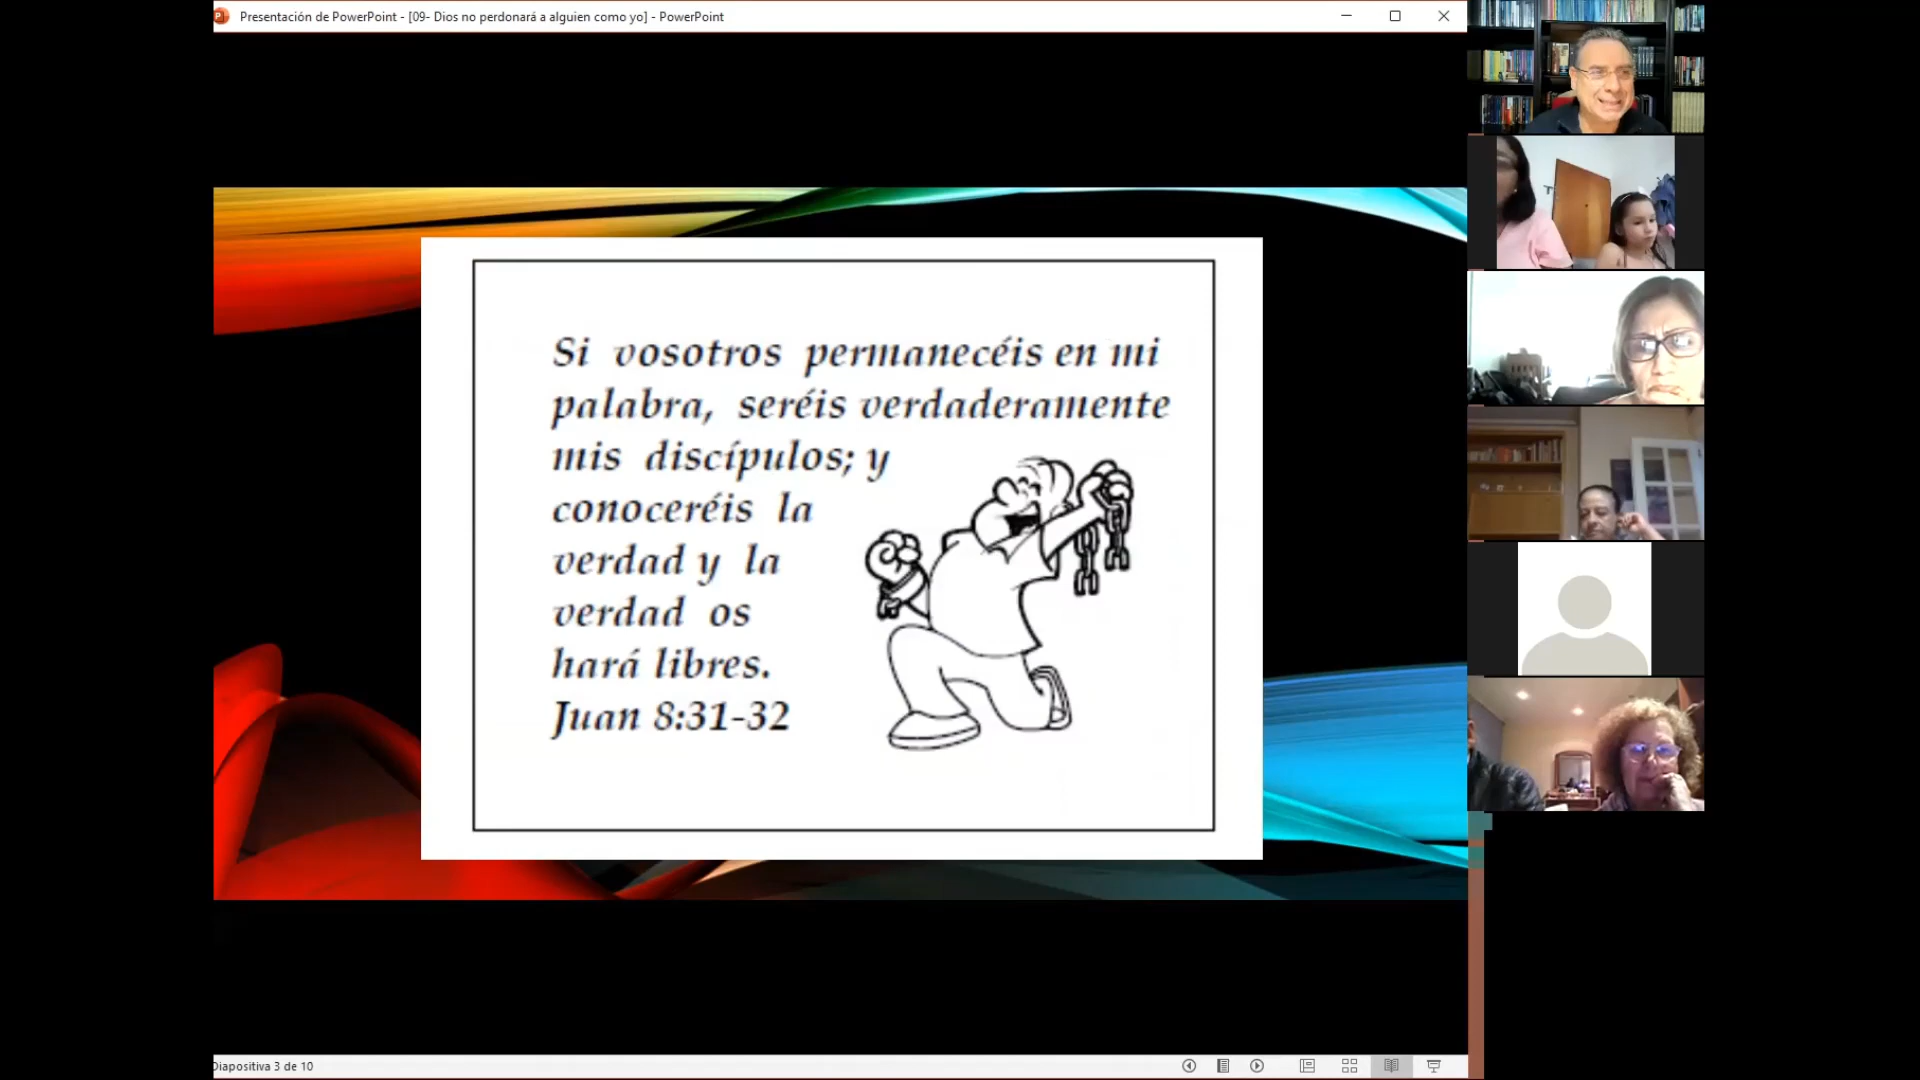 Presentación de PowerPoint - [09- Dios no perdonará a alguien como yo] - PowerPoint
Si vosotros permanecéis en mi
palabra, seréis verdaderamente
mis discípulos; y
conoceréis la
verdad y la
verdad os
hará libres.
Juan 8:31-32
Diapositiva 3 de 10